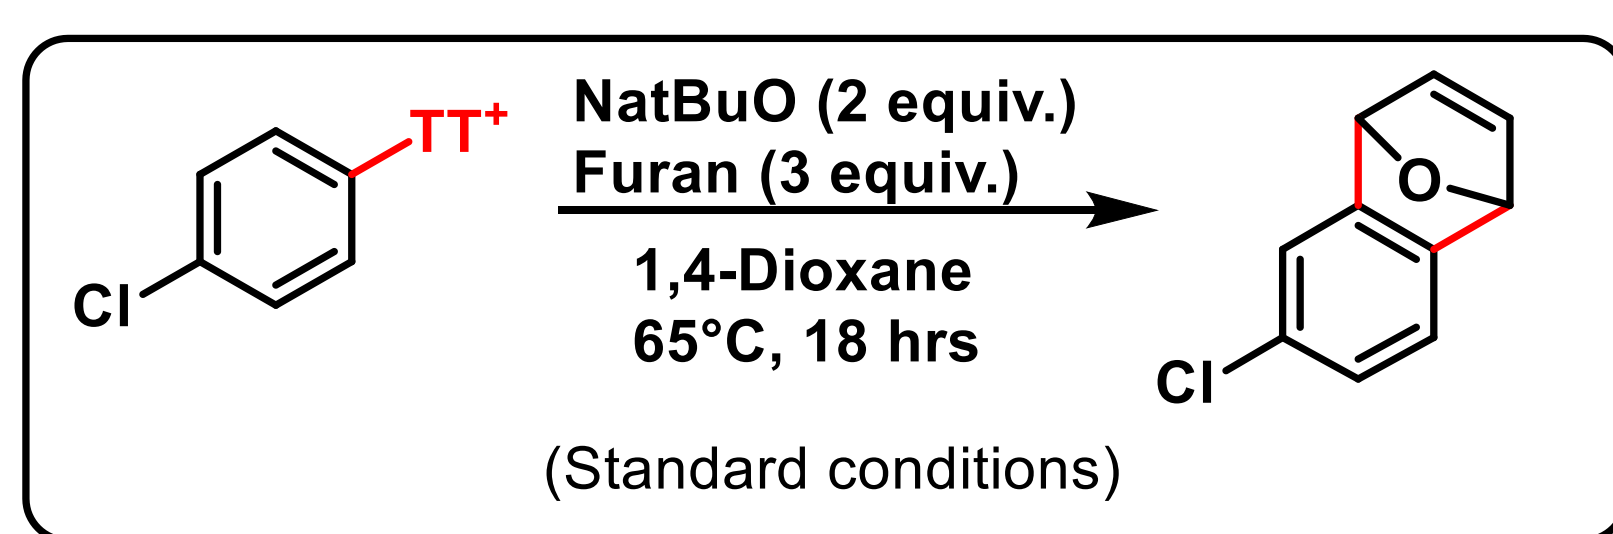 TT+
Cl
NatBuO (2 equiv.)
Furan (3 equiv.)
1,4-Dioxane
65°C, 18 hrs
(Standard conditions)
O
Cl